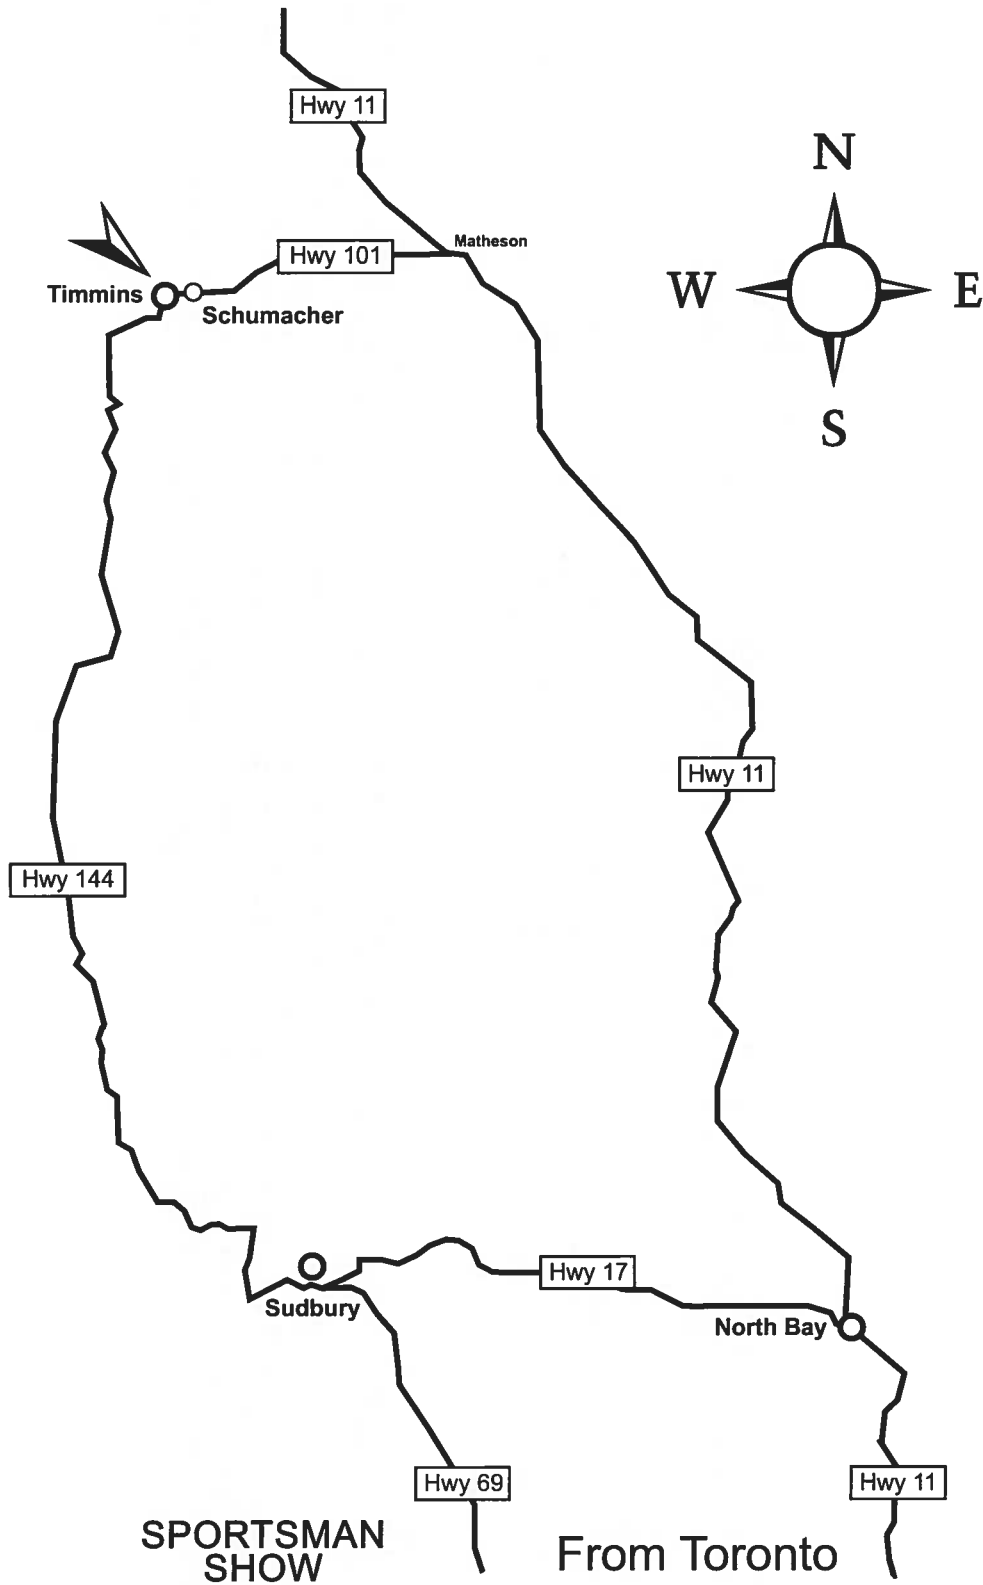 Hwy 11
N
Matheson
Hwy 101
W
E
Timmins
Schumacher
S
Hwy 11
Hwy 144
Hwy 17
Sudbury
North Bay
Hwy 69
Hwy 11
SPORTSMAN
SHOW
From Toronto